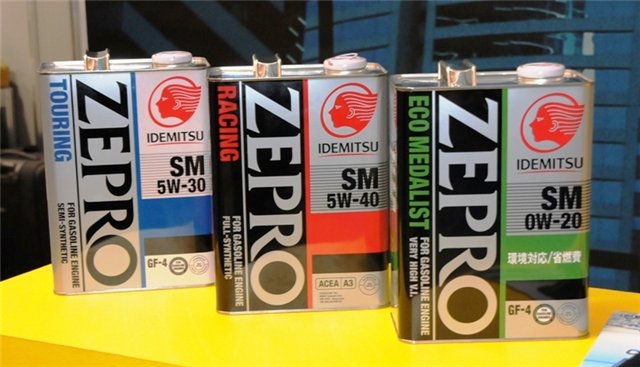 TOURING
ZEPRO
IDEMITSU
SM
5W-30
FOR GASOLINE ENGINE
SEMI-SYNTHETIC
GF-4
RACING
ZEPRO
IDEMITSU
SM
5W-40
FOR GASOLINE ENGINE
FULL-SYNTHETIC
ACEA A3
ECO MEDALIST
ZEPRO
IDEMITSU
SM
0W-20
環境対応/省燃費
FOR GASOLINE ENGINE
VERY HIGH V.I.
GF-4